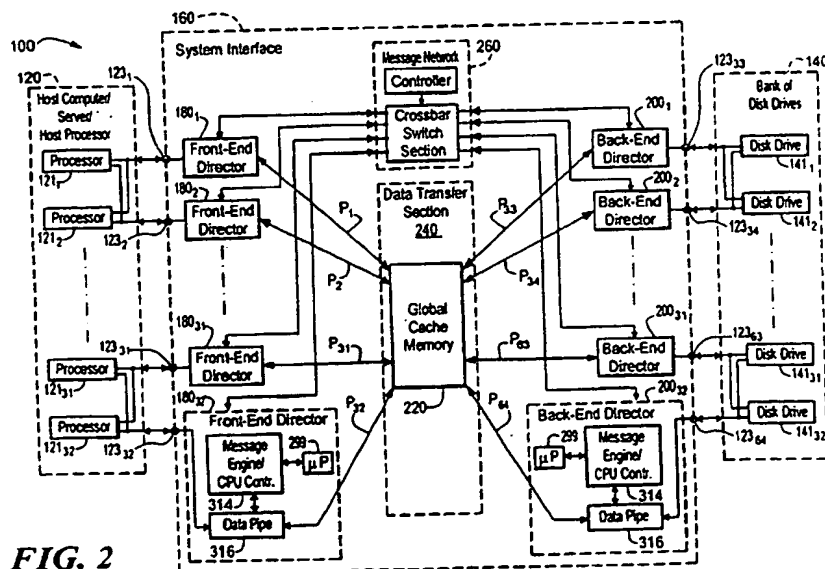 100
120
Host Computer/
Server/
Host Processor
Processor
121₁
Processor
121₂
Processor
121₃₁
Processor
121₃₂
123₁
123₂
123₃₁
123₃₂
160
System Interface
180₁
Front-End
Director
180₂
Front-End
Director
180₃₁
Front-End
Director
180₃₂
Front-End Director
Message
Engine/
CPU Contr.
314
299
μP
Data Pipe
316
Message Network
Controller
Crossbar
Switch
Section
260
Data Transfer
Section
240
Global
Cache
Memory
220
P₁
P₂
P₃₁
P₃₂
P₃₃
P₃₄
P₆₃
P₆₄
200₁
Back-End
Director
200₂
Back-End
Director
200₃₁
Back-End
Director
200₃₂
Back-End Director
299
μP
Message
Engine/
CPU Contr.
314
Data Pipe
316
123₃₃
123₃₄
123₆₃
123₆₄
140
Bank of
Disk Drives
Disk Drive
141₁
Disk Drive
141₂
Disk Drive
141₃₁
Disk Drive
141₃₂
FIG. 2